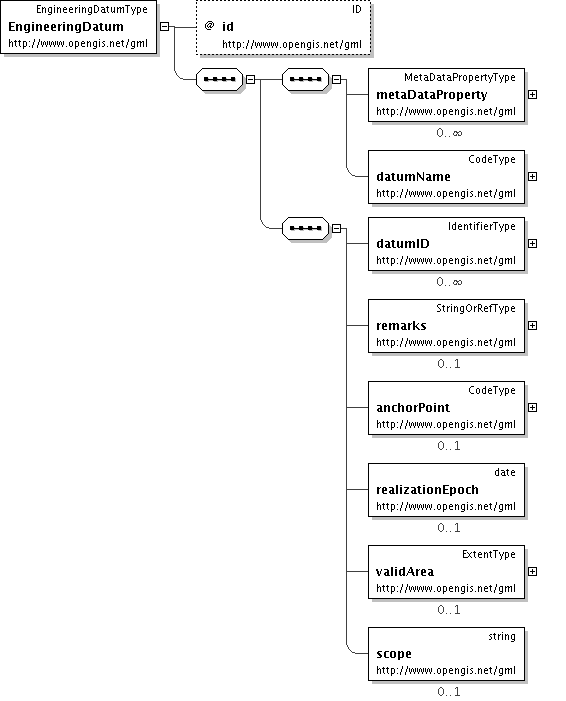 EngineeringDatumType
EngineeringDatum
http://www.opengis.net/gml
ID
@ id
http://www.opengis.net/gml
MetaDataPropertyType
metaDataProperty
http://www.opengis.net/gml
0..∞
CodeType
datumName
http://www.opengis.net/gml
IdentifierType
datumID
http://www.opengis.net/gml
0..∞
StringOrRefType
remarks
http://www.opengis.net/gml
0..1
CodeType
anchorPoint
http://www.opengis.net/gml
0..1
date
realizationEpoch
http://www.opengis.net/gml
0..1
ExtentType
validArea
http://www.opengis.net/gml
0..1
string
scope
http://www.opengis.net/gml
0..1